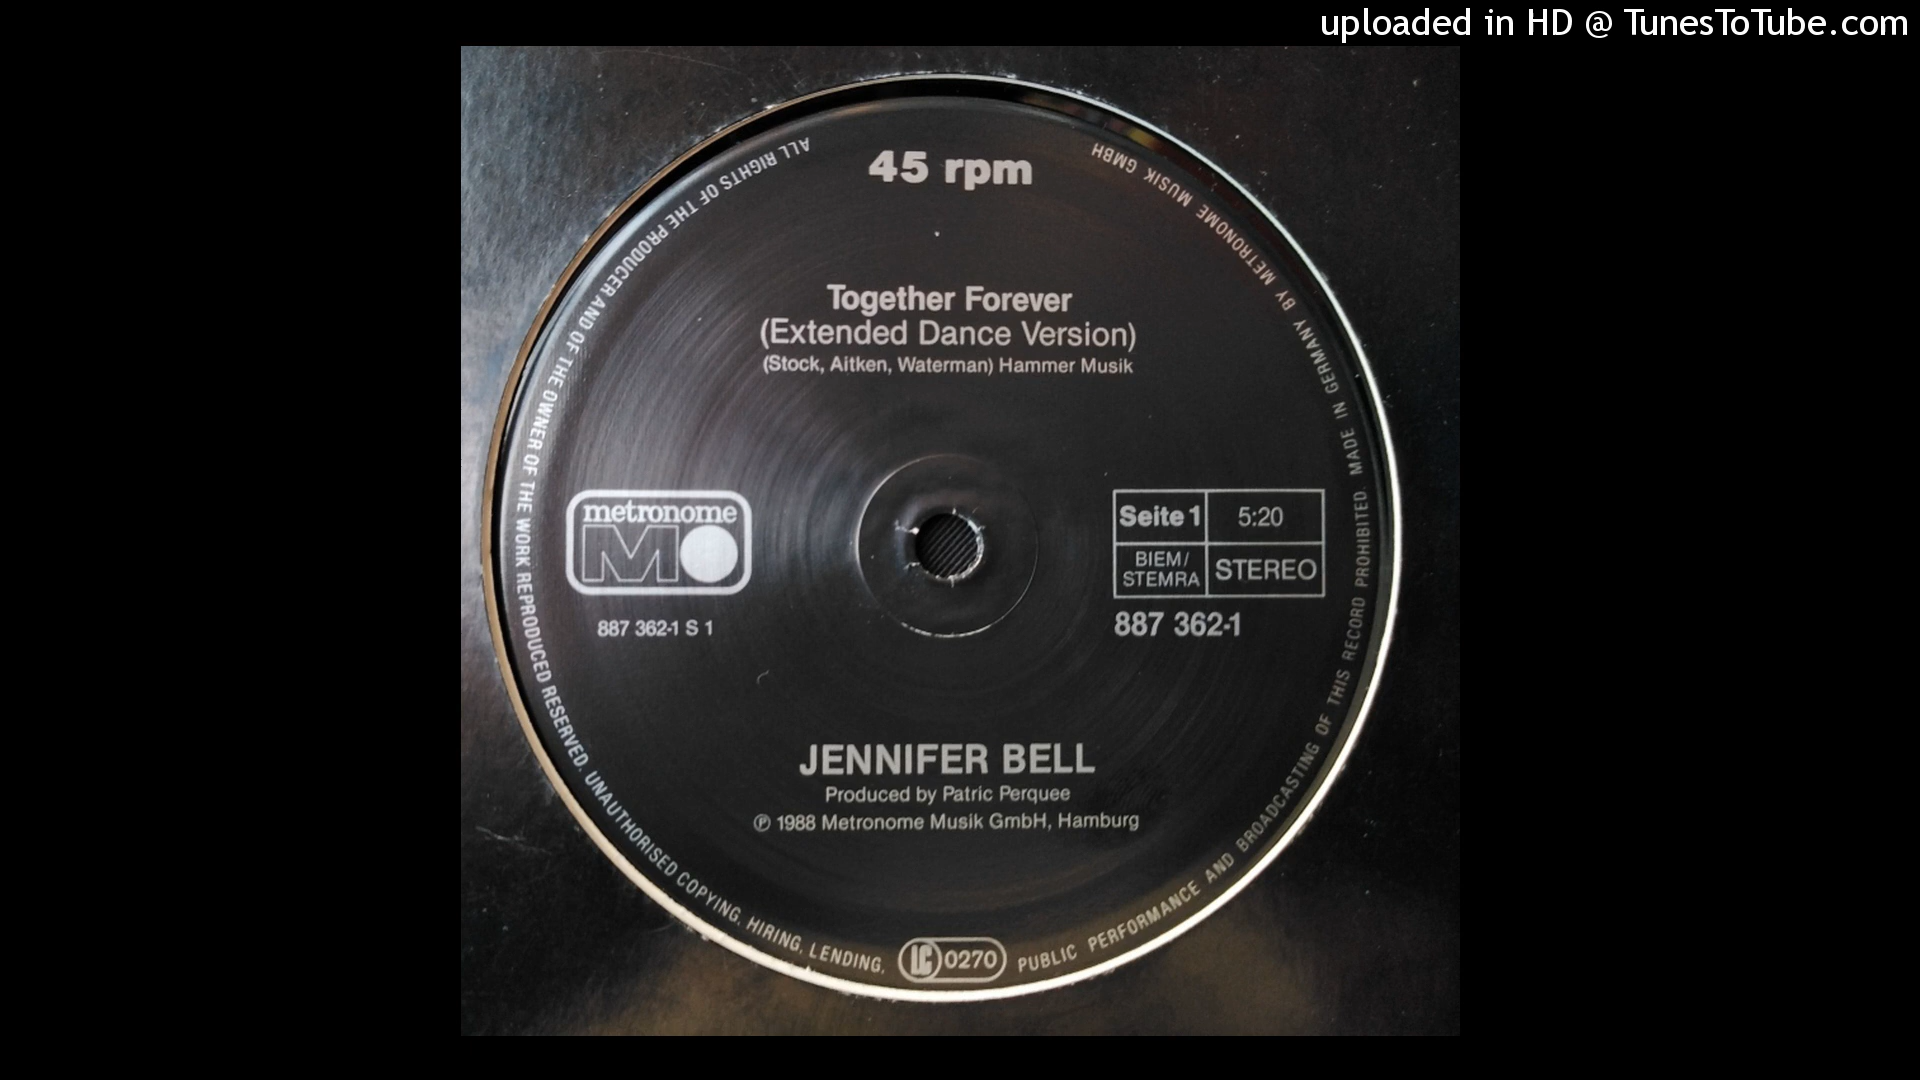 uploaded in HD @ TunesToTube.com
45 rpm
Together Forever
(Extended Dance Version)
(Stock, Aitken, Waterman) Hammer Musik
metronome
MO
887 362-1 S 1
Seite 1
5:20
BIEM/
STEMRA
STEREO
887 362-1
JENNIFER BELL
Produced by Patric Perquee
℗ 1988 Metronome Musik GmbH, Hamburg
ALL RIGHTS OF THE PRODUCER AND OF THE OWNER OF THE WORK REPRODUCED RESERVED. UNAUTHORISED COPYING, HIRING, LENDING, PUBLIC PERFORMANCE AND BROADCASTING OF THIS RECORD PROHIBITED. MADE IN GERMANY BY METRONOME MUSIK GMBH
LC 0270